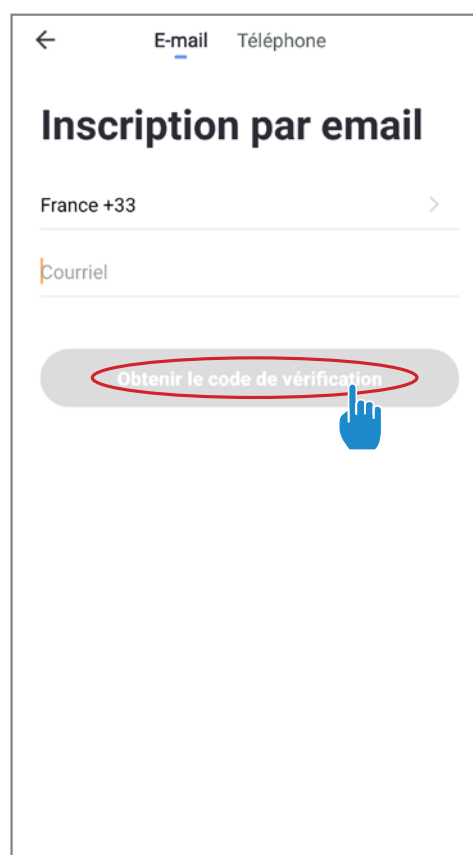 E-mail Téléphone
Inscription par email
France +33
Courriel
Obtenir le code de vérification